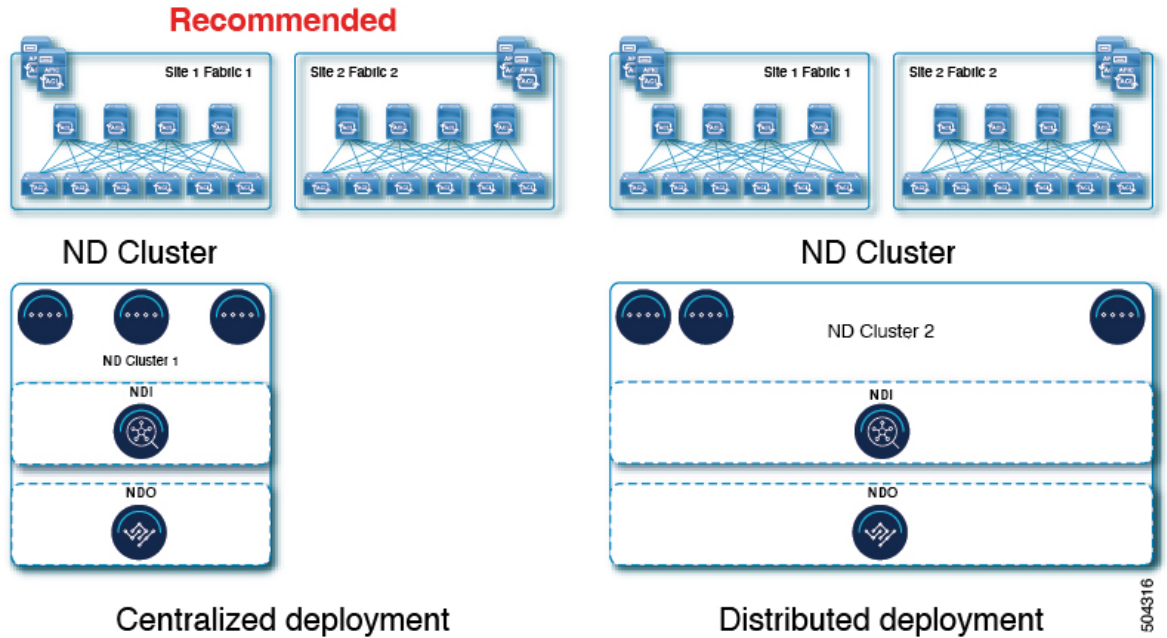 Recommended
Site 1 Fabric 1
Site 2 Fabric 2
Site 1 Fabric 1
Site 2 Fabric 2
ND Cluster
ND Cluster
ND Cluster 1
NDI
NDO
ND Cluster 2
NDI
NDO
Centralized deployment
Distributed deployment
504316